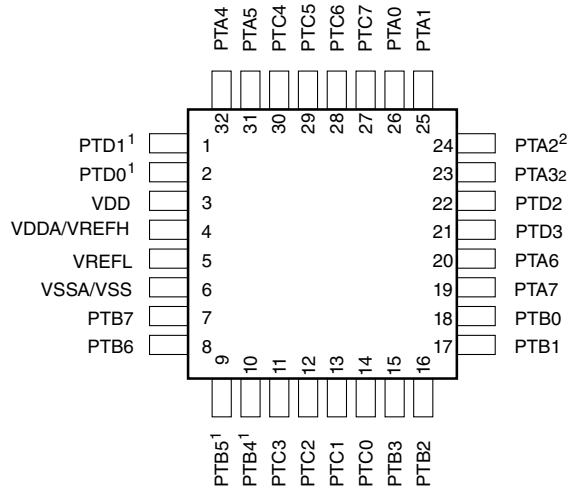 PTA4 PTA5 PTC4 PTC5 PTC6 PTC7 PTA0 PTA1
32 31 30 29 28 27 26 25
PTD1¹ 1 24 PTA2²
PTD0¹ 2 23 PTA32
VDD 3 22 PTD2
VDDA/VREFH 4 21 PTD3
VREFL 5 20 PTA6
VSSA/VSS 6 19 PTA7
PTB7 7 18 PTB0
PTB6 8 17 PTB1
9 10 11 12 13 14 15 16
PTB5¹ PTB4¹ PTC3 PTC2 PTC1 PTC0 PTB3 PTB2